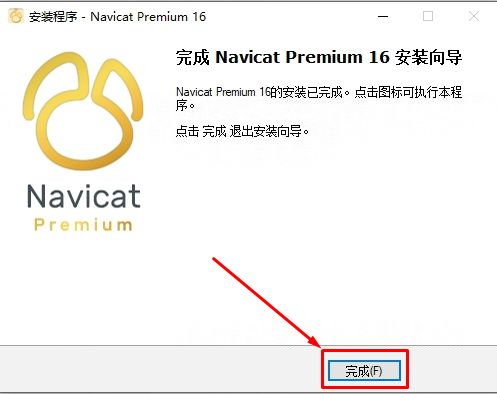 安装程序 - Navicat Premium 16
完成 Navicat Premium 16 安装向导
Navicat Premium 16的安装已完成。点击图标可执行本程
序。
点击 完成 退出安装向导。
Navicat
Premium
完成(F)